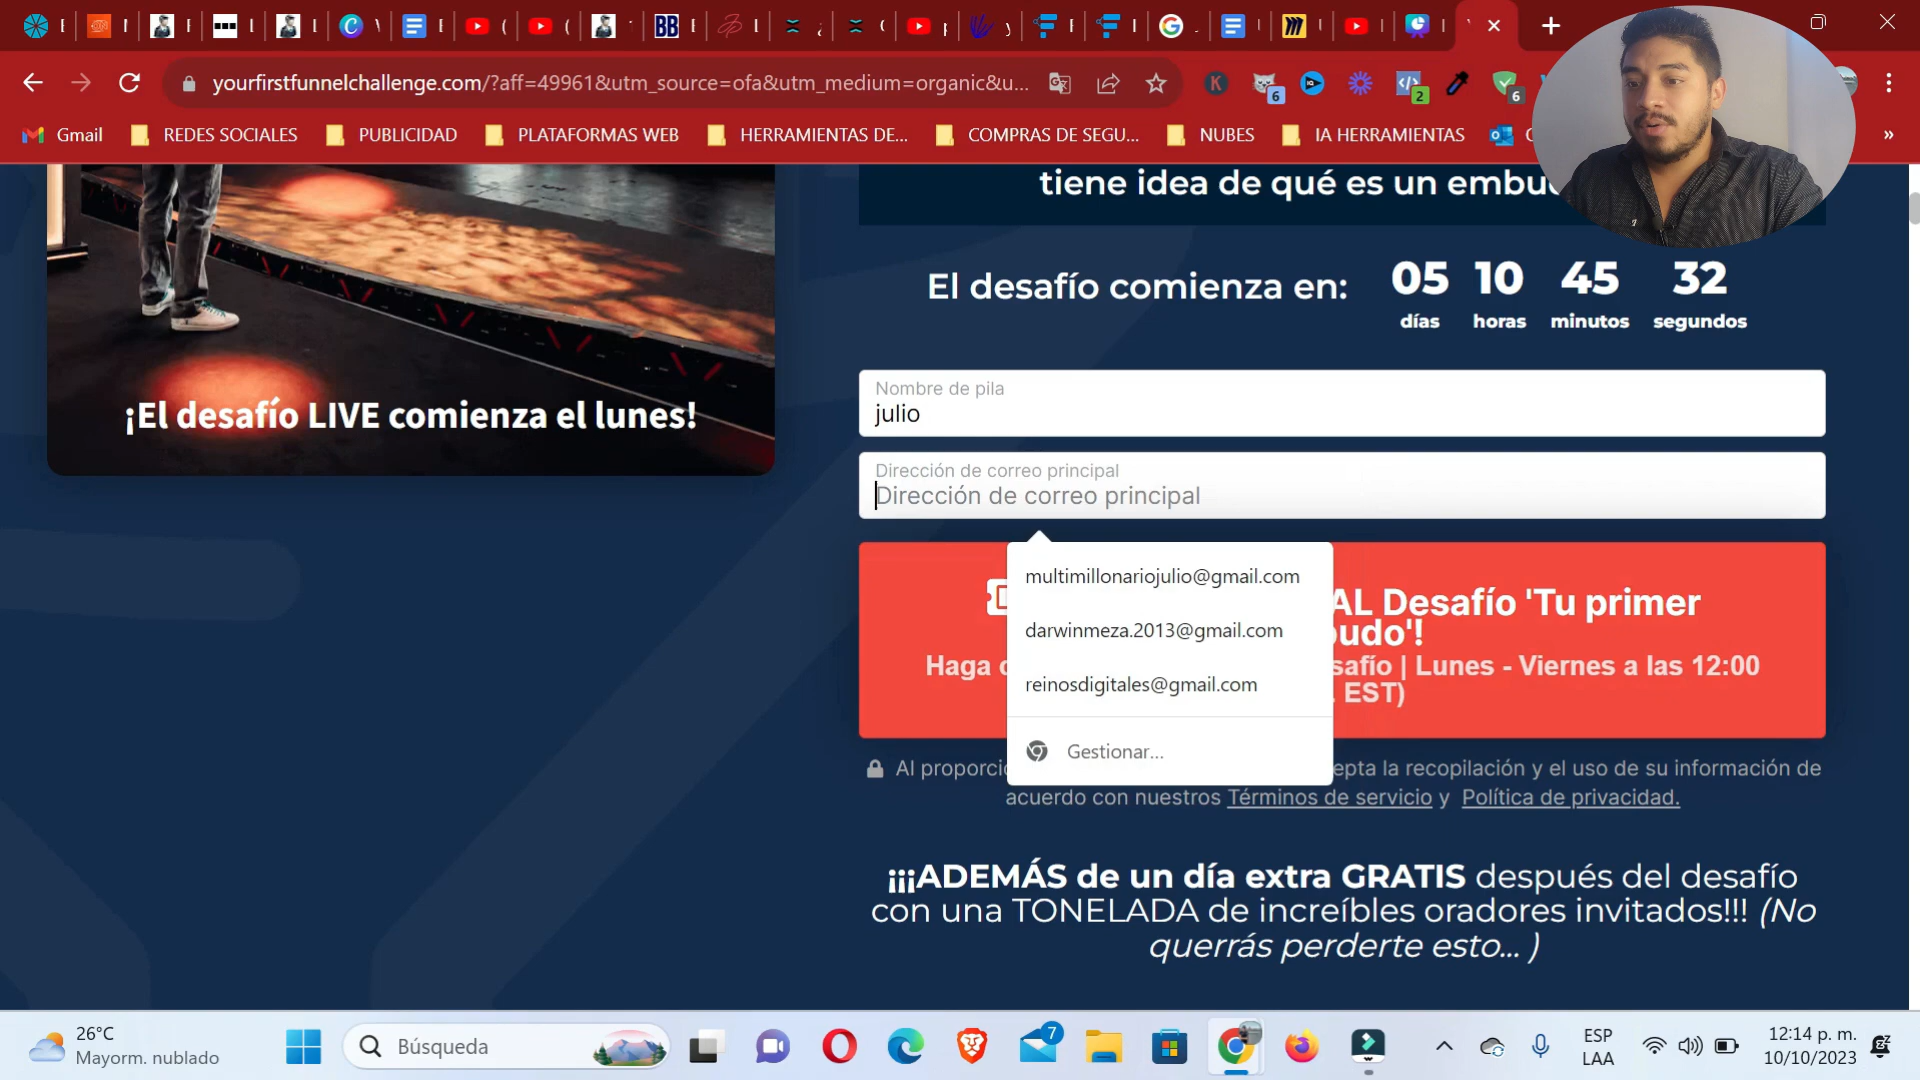 yourfirstfunnelchallenge.com/?aff=49961&utm_source=ofa&utm_medium=organic&u...
6
2
6
Gmail
REDES SOCIALES
PUBLICIDAD
PLATAFORMAS WEB
HERRAMIENTAS DE...
COMPRAS DE SEGU...
NUBES
IA HERRAMIENTAS
»
tiene idea de qué es un
El desafío comienza en:
05 10 45 32
días horas minutos segundos
¡El desafío LIVE comienza el lunes!
Nombre de pila
julio
Dirección de correo principal
Dirección de correo principal
multimillonariojulio@gmail.com
darwinmeza.2013@gmail.com
reinosdigitales@gmail.com
Gestionar...
AL Desafío 'Tu primer
udo'!
Haga safío | Lunes - Viernes a las 12:00
EST)
Al proporci epta la recopilación y el uso de su información de
acuerdo con nuestros Términos de servicio y Política de privacidad.
¡¡¡ADEMÁS de un día extra GRATIS después del desafío
con una TONELADA de increíbles oradores invitados!!! (No
querrás perderte esto... )
26°C
Mayorm. nublado
Búsqueda
7
ESP
LAA
12:14 p. m.
10/10/2023